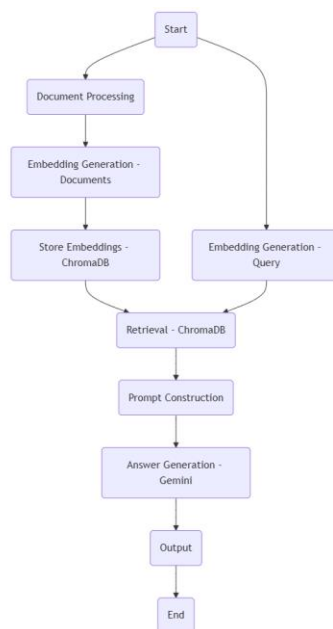 Start
Document Processing
Embedding Generation -
Documents
Store Embeddings -
ChromaDB
Embedding Generation -
Query
Retrieval - ChromaDB
Prompt Construction
Answer Generation -
Gemini
Output
End